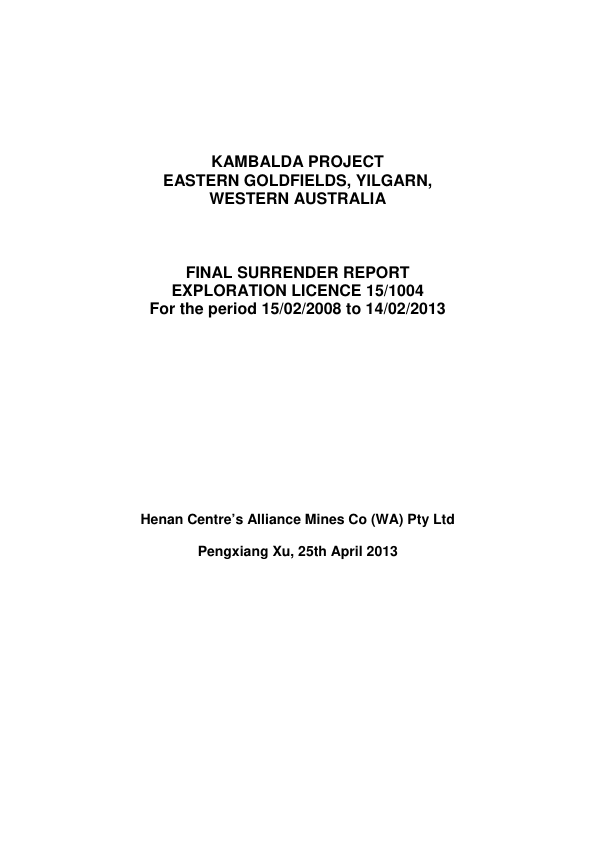 KAMBALDA PROJECT
EASTERN GOLDFIELDS, YILGARN,
WESTERN AUSTRALIA
FINAL SURRENDER REPORT
EXPLORATION LICENCE 15/1004
For the period 15/02/2008 to 14/02/2013
Henan Centre’s Alliance Mines Co (WA) Pty Ltd
Pengxiang Xu, 25th April 2013